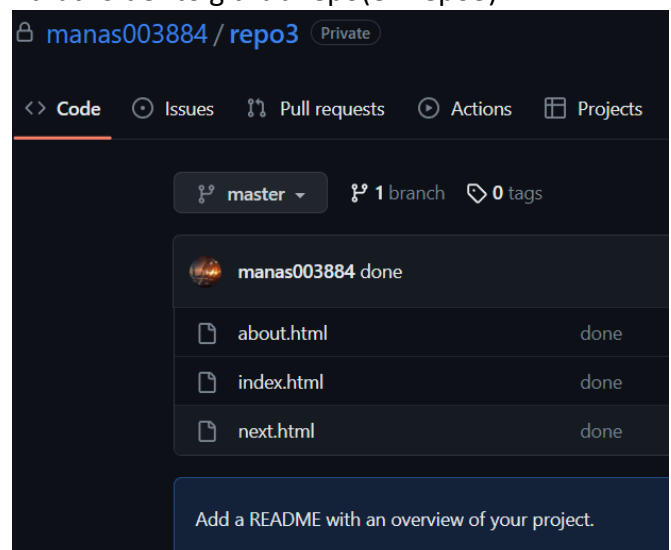 manas003884 / repo3 Private
<> Code Issues Pull requests Actions Projects
master 1 branch 0 tags
manas003884 done
about.html done
index.html done
next.html done
Add a README with an overview of your project.